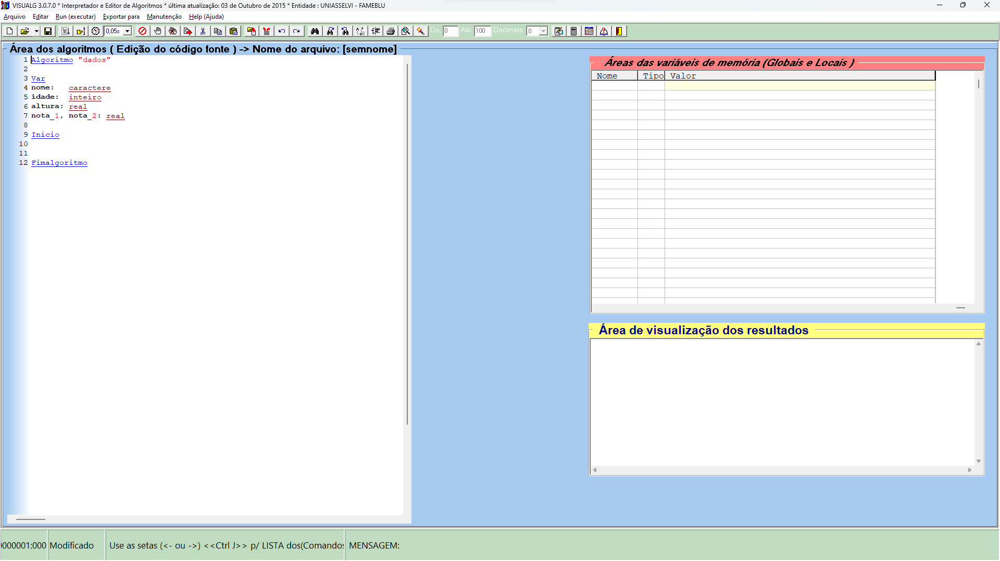 VISUALG 3.0.7.0 * Interpretador e Editor de Algoritmos * última atualização: 03 de Outubro de 2015 * Entidade : UNIASSELVI - FAMEBLU
Arquivo Editar Run (executar) Exportar para Manutenção Help (Ajuda)
0,05s De: 0 Até: 100 Decimais: 0
Área dos algoritmos ( Edição do código fonte ) -> Nome do arquivo: [semnome]
1 Algoritmo "dados"
2
3 Var
4 nome: caractere
5 idade: inteiro
6 altura: real
7 nota_1, nota_2: real
8
9 Inicio
10
11
12 Fimalgoritmo
Áreas das variáveis de memória (Globais e Locais )
Nome Tipo Valor
Área de visualização dos resultados
0000001:000 Modificado Use as setas (<- ou ->) <<Ctrl J>> p/ LISTA dos(Comandos MENSAGEM: